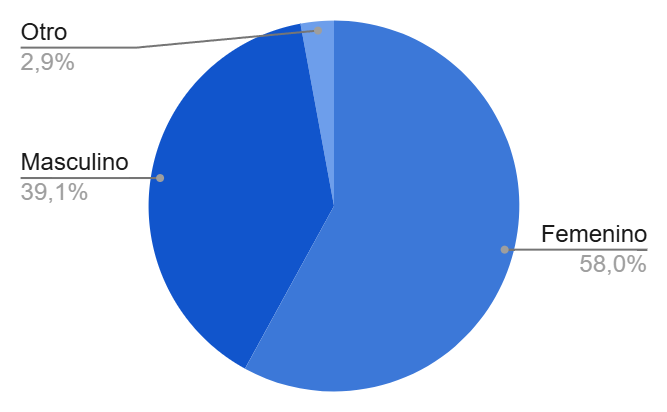 Otro
2,9%
Masculino
39,1%
Femenino
58,0%